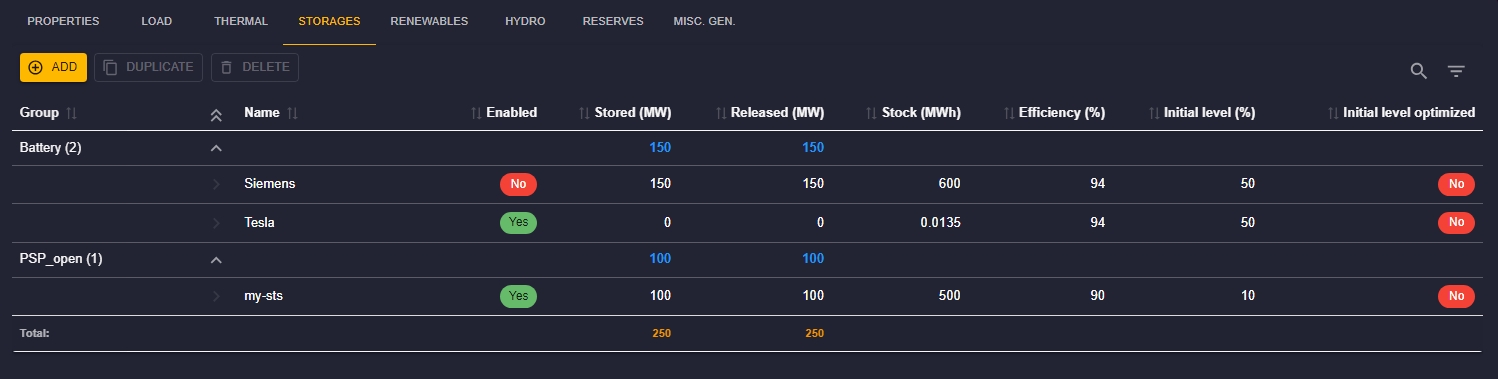 PROPERTIES LOAD THERMAL STORAGES RENEWABLES HYDRO RESERVES MISC. GEN.
ADD DUPLICATE DELETE
Group Name Enabled Stored (MW) Released (MW) Stock (MWh) Efficiency (%) Initial level (%) Initial level optimized
Battery (2) 150 150
Siemens No 150 150 600 94 50 No
Tesla Yes 0 0 0.0135 94 50 No
PSP_open (1) 100 100
my-sts Yes 100 100 500 90 10 No
Total: 250 250